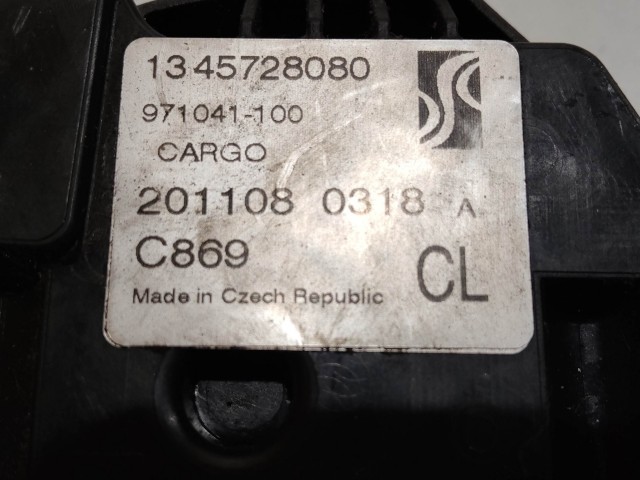 1345728080
971041-100
CARGO
201108 0318 A
C869 CL
Made in Czech Republic